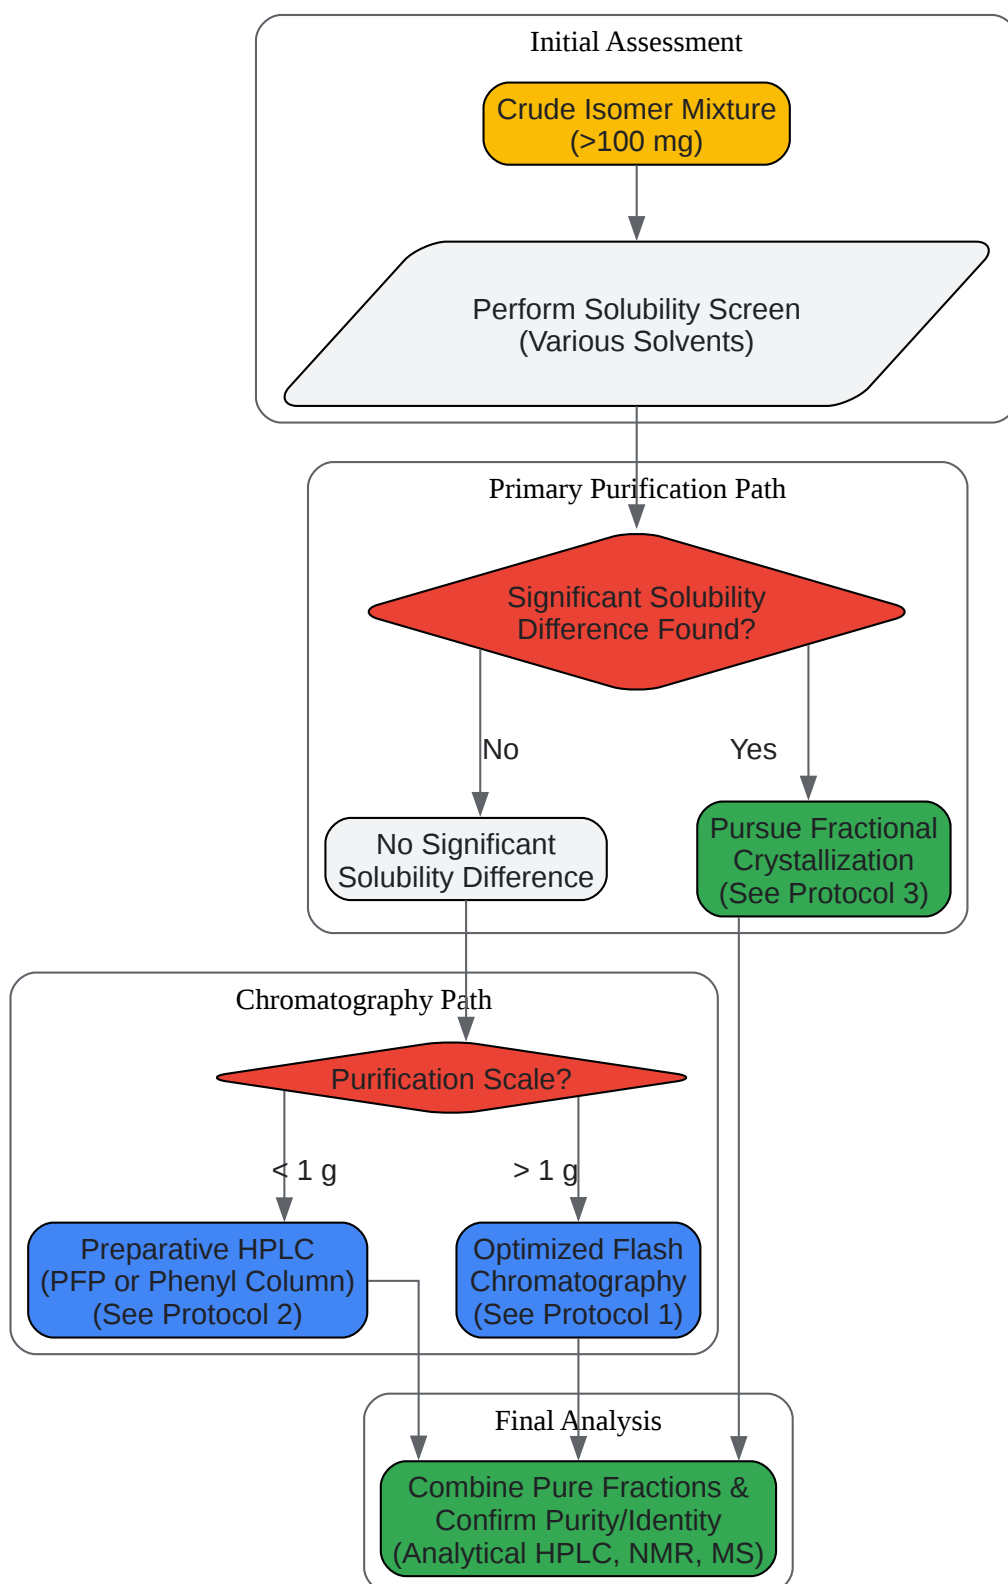 Initial Assessment
Crude Isomer Mixture
(>100 mg)
Perform Solubility Screen
(Various Solvents)
Primary Purification Path
Significant Solubility
Difference Found?
No
Yes
No Significant
Solubility Difference
Pursue Fractional
Crystallization
(See Protocol 3)
Chromatography Path
Purification Scale?
< 1 g
> 1 g
Preparative HPLC
(PFP or Phenyl Column)
(See Protocol 2)
Optimized Flash
Chromatography
(See Protocol 1)
Final Analysis
Combine Pure Fractions &
Confirm Purity/Identity
(Analytical HPLC, NMR, MS)